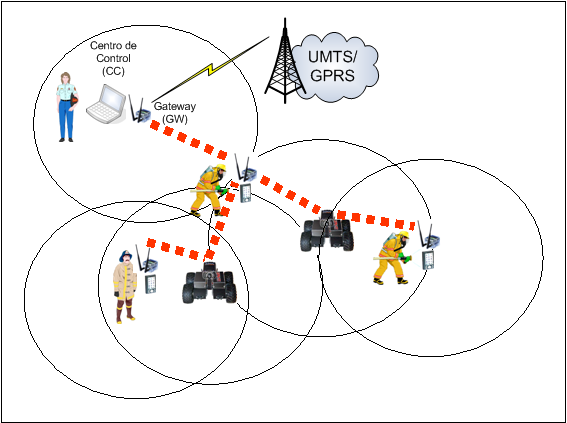 Centro de
Control
(CC)
Gateway
(GW)
UMTS/
GPRS